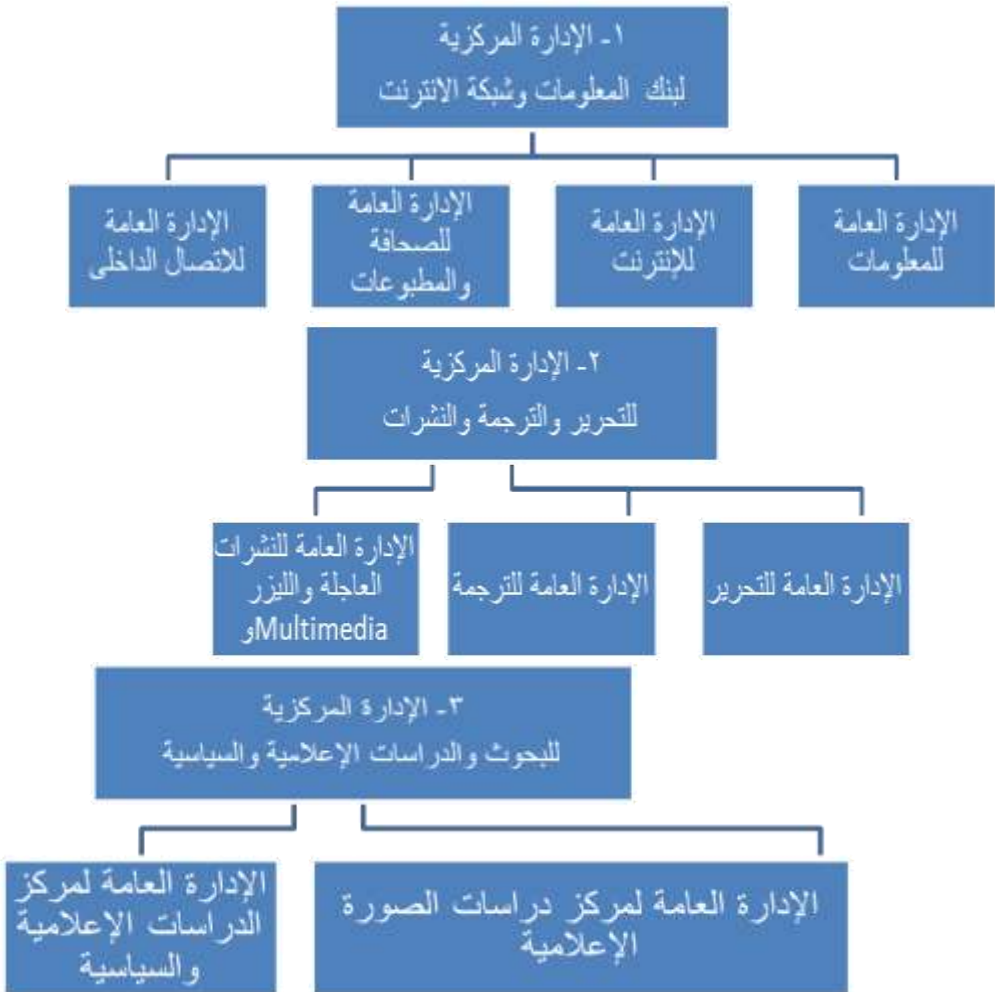 ١- الإدارة المركزية
لبنك المعلومات وشبكة الانترنت
الإدارة العامة
للمعلومات
الإدارة العامة
للإنترنت
الإدارة العامة
للصحافة
والمطبوعات
الإدارة العامة
للاتصال الداخلى
٢- الإدارة المركزية
للتحرير والترجمة والنشرات
الإدارة العامة للتحرير
الإدارة العامة للترجمة
الإدارة العامة للنشرات
العاجلة والليزر
وMultimedia
٣- الإدارة المركزية
للبحوث والدراسات الإعلامية والسياسية
الإدارة العامة لمركز دراسات الصورة
الإعلامية
الإدارة العامة لمركز
الدراسات الإعلامية
والسياسية